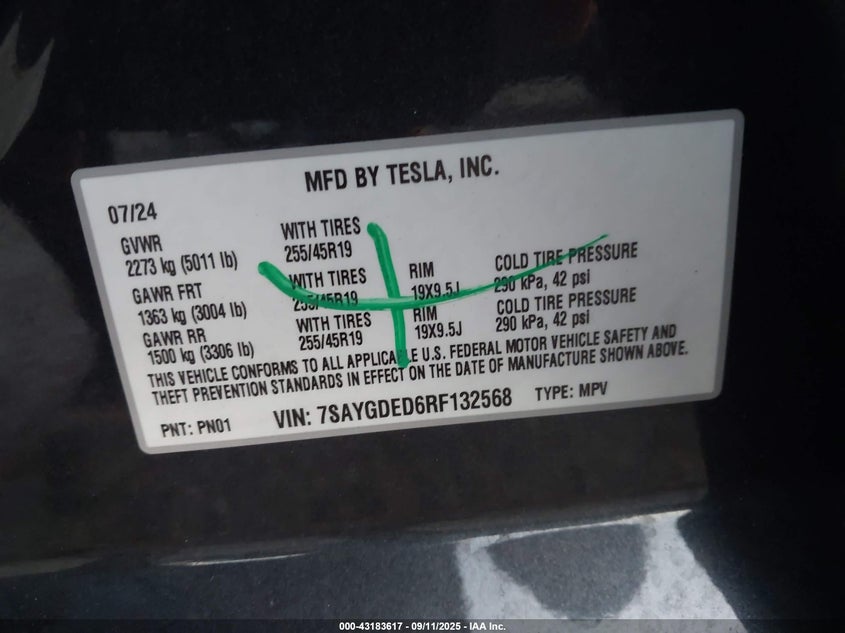 MFD BY TESLA, INC.
07/24
GVWR WITH TIRES
2273 kg (5011 lb) 255/45R19
GAWR FRT WITH TIRES RIM COLD TIRE PRESSURE
1363 kg (3004 lb) 255/45R19 19X9.5J 290 kPa, 42 psi
GAWR RR WITH TIRES RIM COLD TIRE PRESSURE
1500 kg (3306 lb) 255/45R19 19X9.5J 290 kPa, 42 psi
THIS VEHICLE CONFORMS TO ALL APPLICABLE U.S. FEDERAL MOTOR VEHICLE SAFETY AND
THEFT PREVENTION STANDARDS IN EFFECT ON THE DATE OF MANUFACTURE SHOWN ABOVE.
PNT: PN01 VIN: 7SAYGDED6RF132568 TYPE: MPV
000-43183617 - 09/11/2025 - IAA Inc.